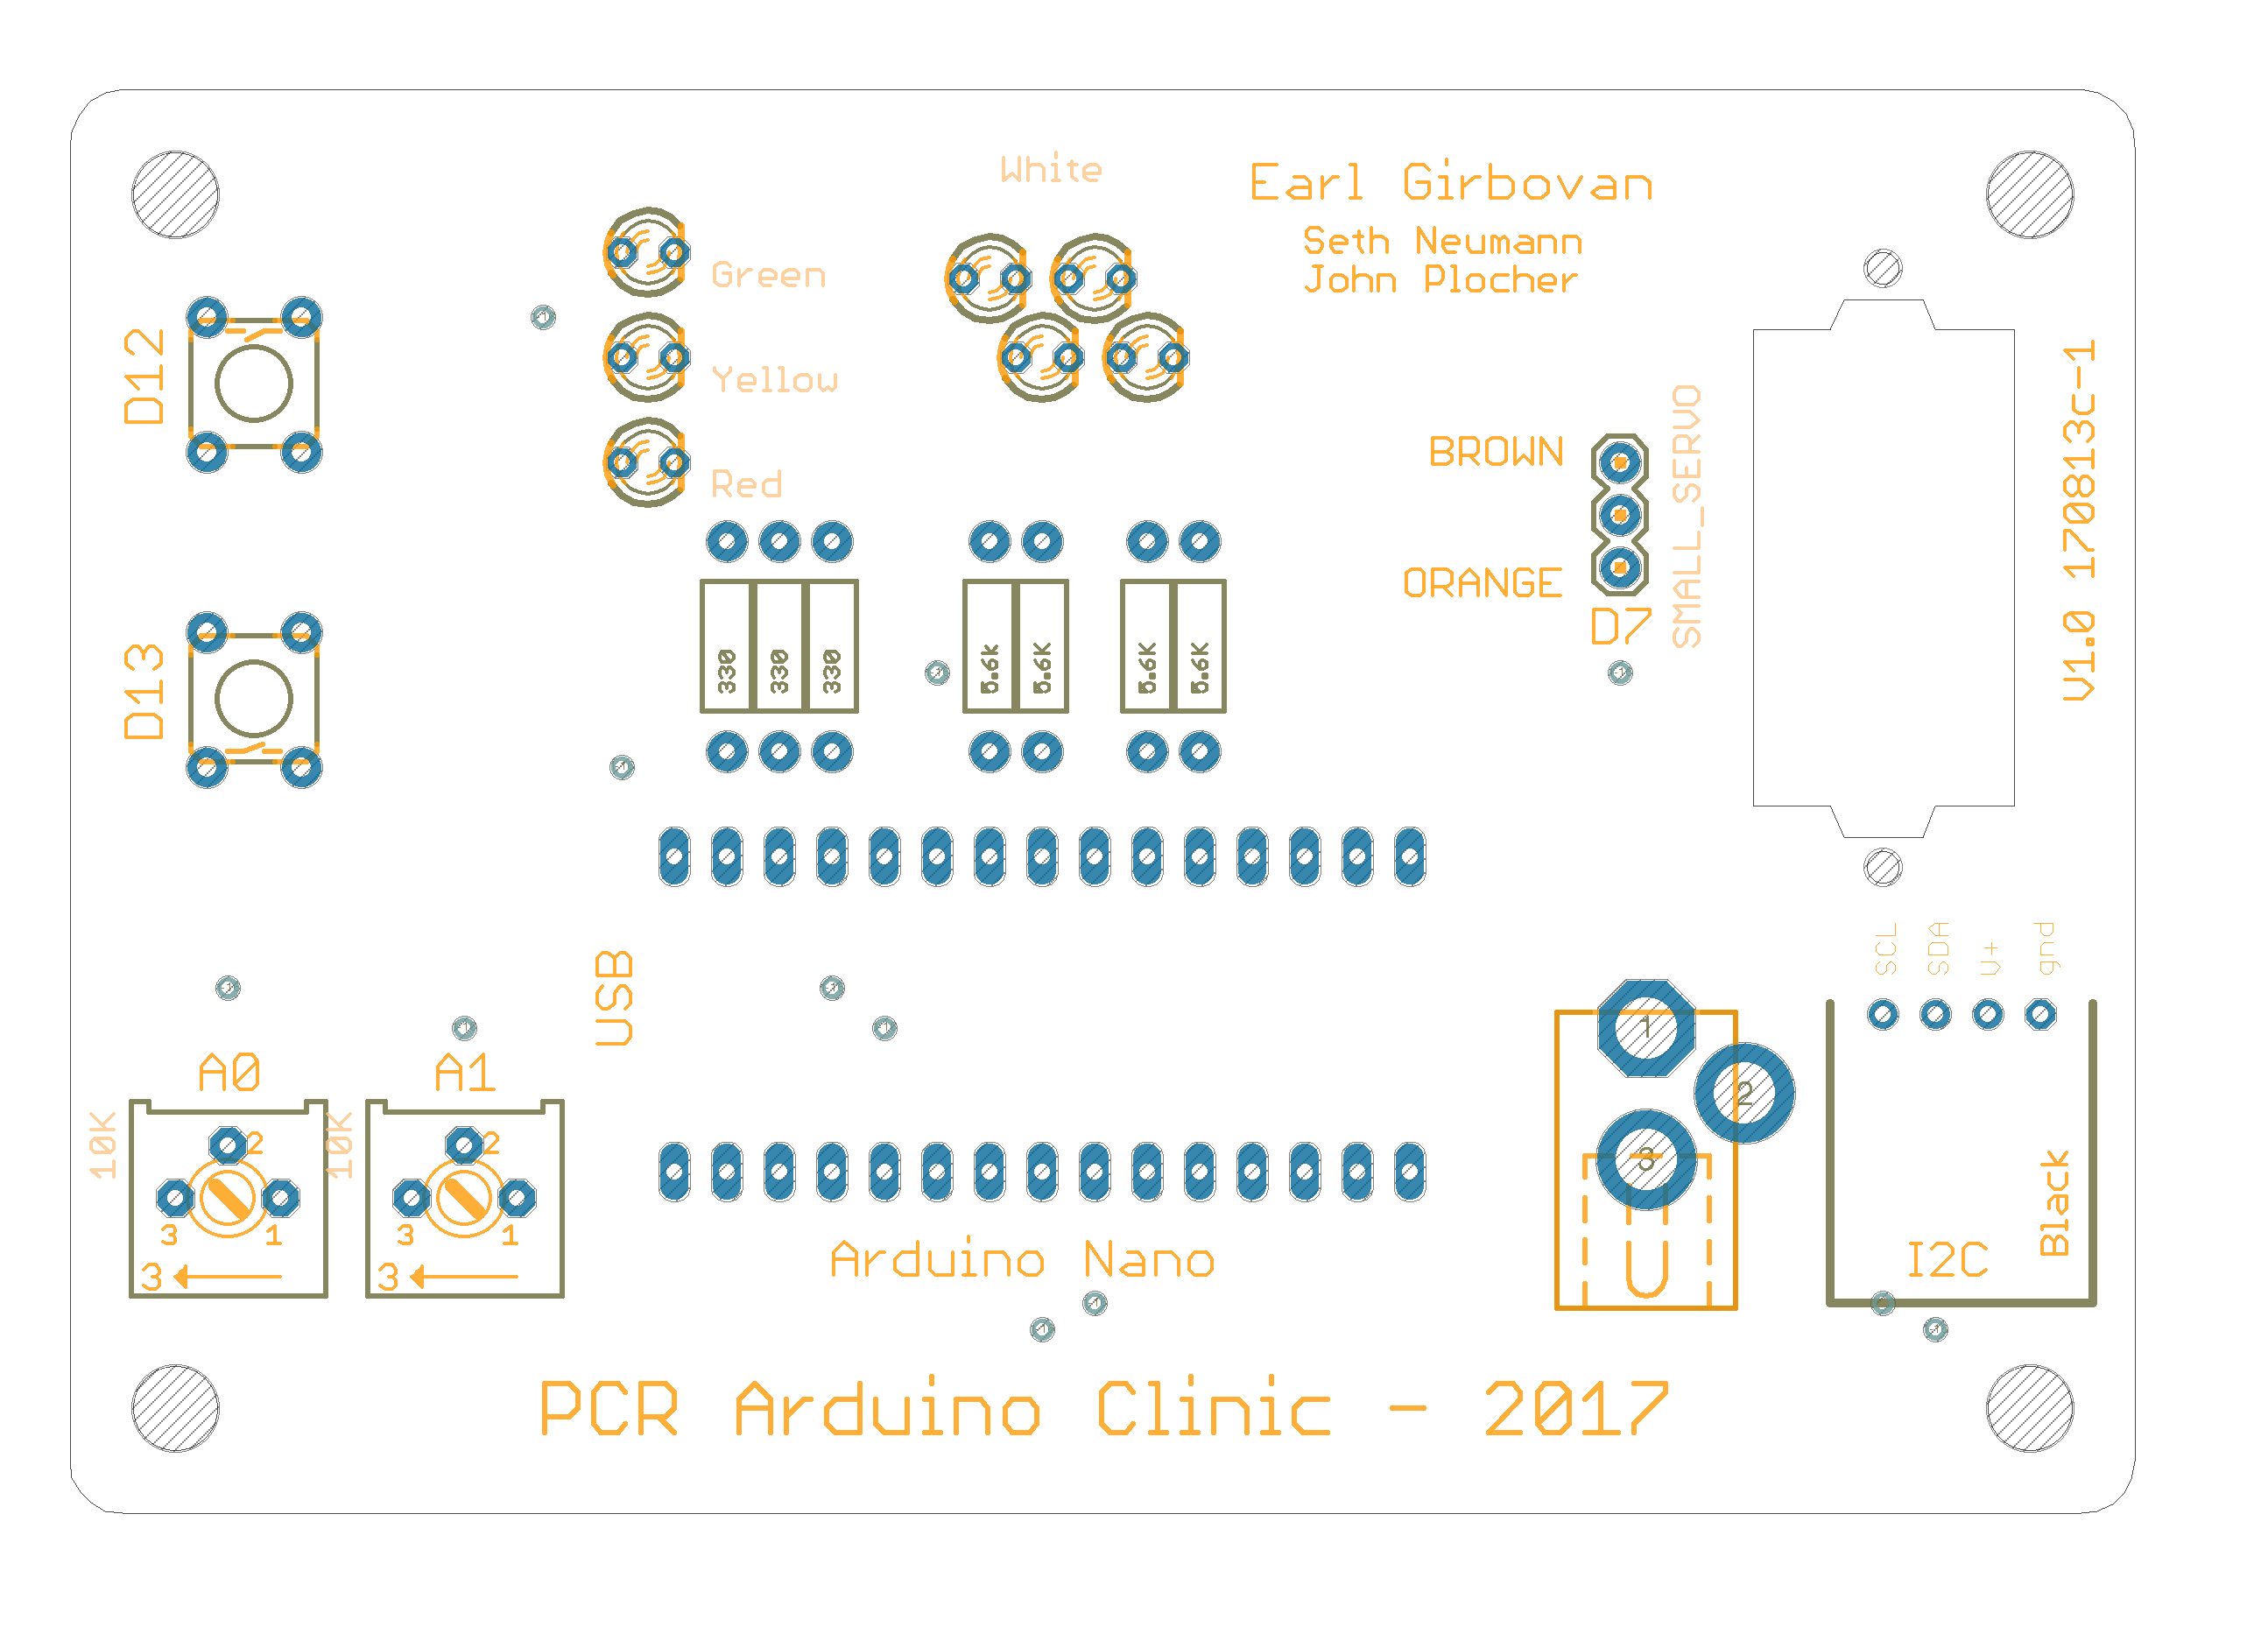 White
Earl Girbovan
Seth Neumann
John Plocher
Green
Yellow
Red
D12
D13
BROWN
ORANGE
D7
SMALL_SERVO
V1.0 170813c-1
330
330
330
5.6k
5.6K
5.6K
5.6K
USB
SCL
SDA
V+
gnd
A0
10K
2
3
1
3
A1
10K
2
3
1
3
1
2
3
Arduino Nano
I2C
Black
PCR Arduino Clinic - 2017